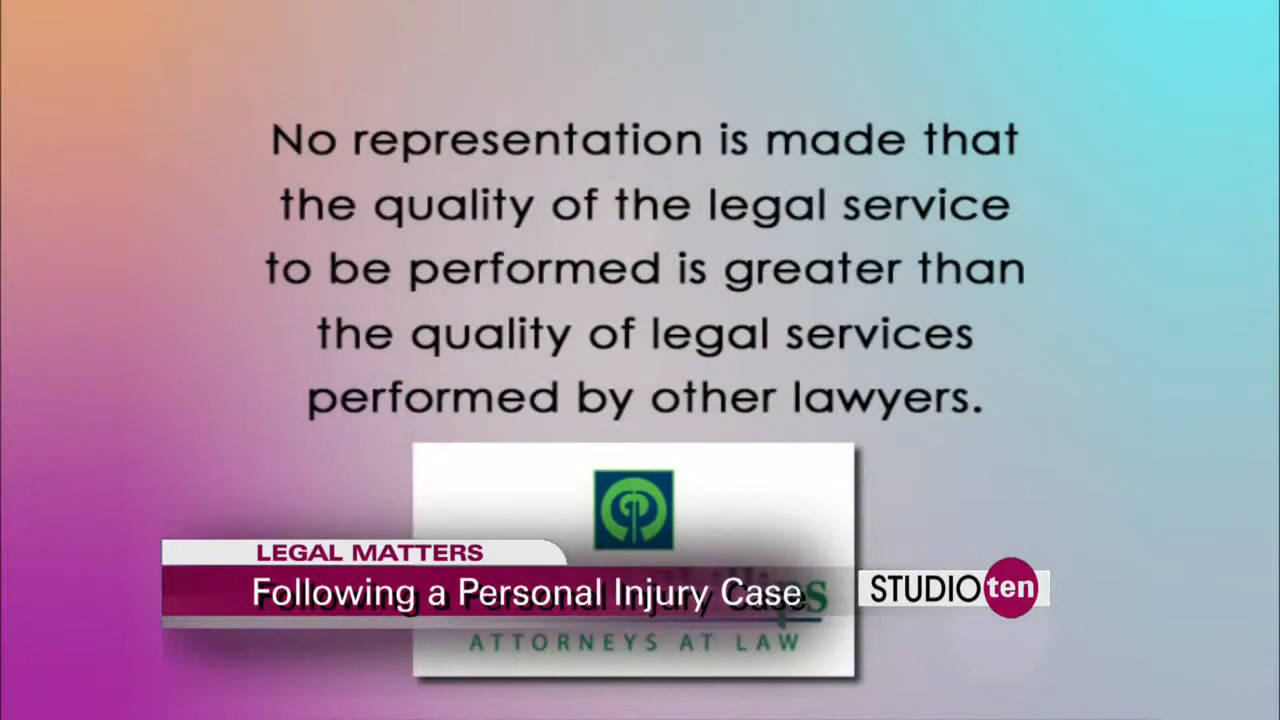 No representation is made that
the quality of the legal service
to be performed is greater than
the quality of legal services
performed by other lawyers.
LEGAL MATTERS
Following a Personal Injury Case
STUDIO ten
ATTORNEYS AT LAW